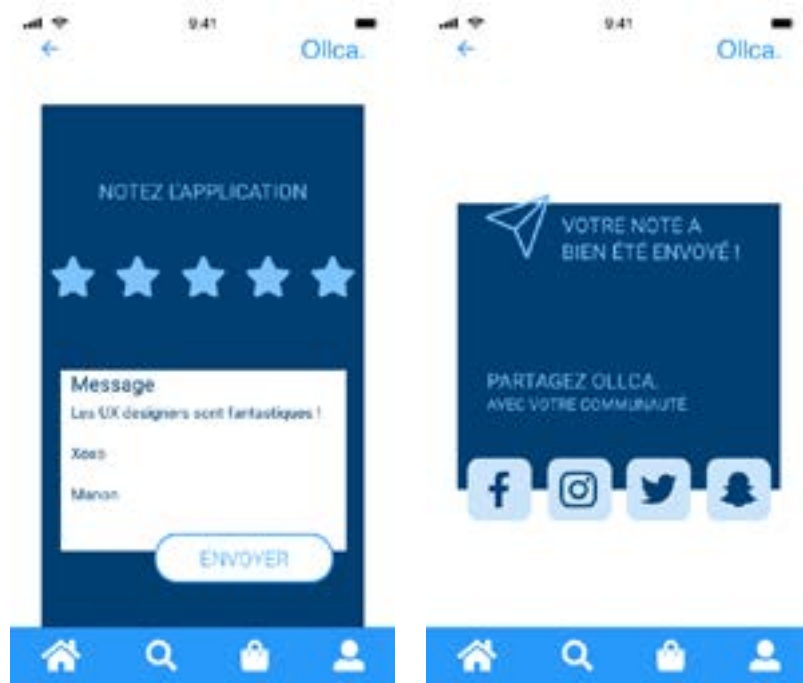 9:41
Ollca.
NOTEZ L'APPLICATION
Message
Les UX designers sont fantastiques !
Xoxo
Manon
ENVOYER
9:41
Ollca.
VOTRE NOTE A
BIEN ÉTÉ ENVOYÉ !
PARTAGEZ OLLCA.
AVEC VOTRE COMMUNAUTÉ